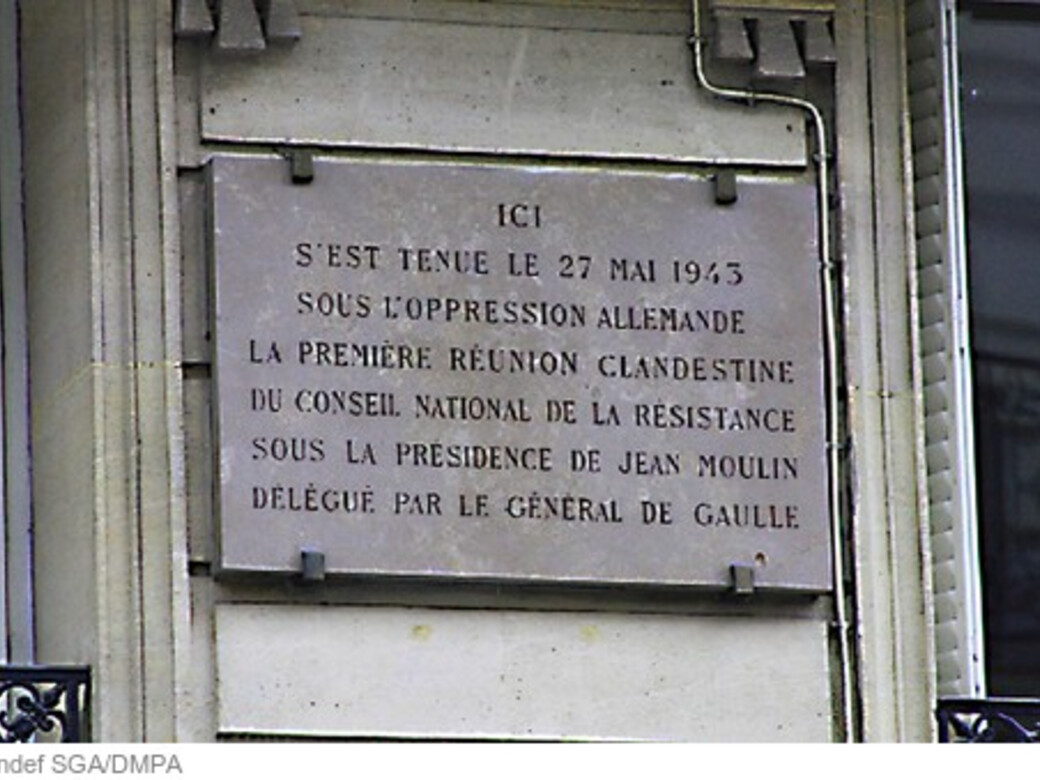 ICI
S'EST TENUE LE 27 MAI 1943
SOUS L'OPPRESSION ALLEMANDE
LA PREMIÈRE RÉUNION CLANDESTINE
DU CONSEIL NATIONAL DE LA RÉSISTANCE
SOUS LA PRÉSIDENCE DE JEAN MOULIN
DÉLÉGUÉ PAR LE GÉNÉRAL DE GAULLE
ndef SGA/DMPA